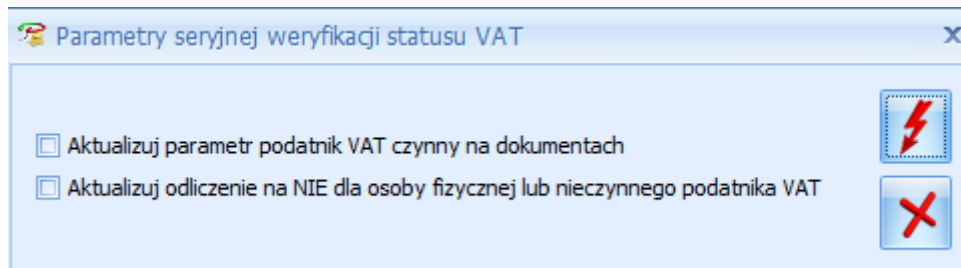 Parametry seryjnej weryfikacji statusu VAT
Aktualizuj parametr podatnik VAT czynny na dokumentach
Aktualizuj odliczenie na NIE dla osoby fizycznej lub nieczynnego podatnika VAT